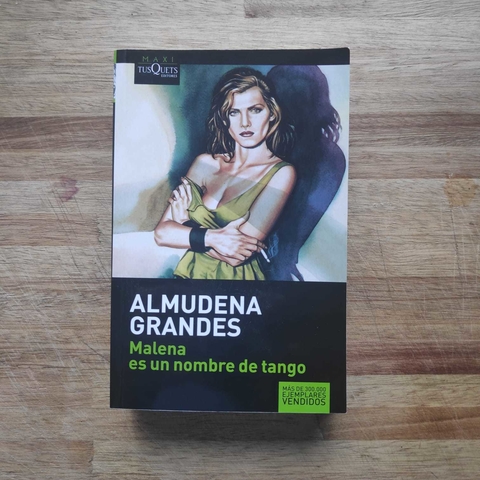 MAXI
TUSQUETS
EDITORES
ALMUDENA
GRANDES
Malena
es un nombre de tango
MÁS DE 300.000
EJEMPLARES
VENDIDOS